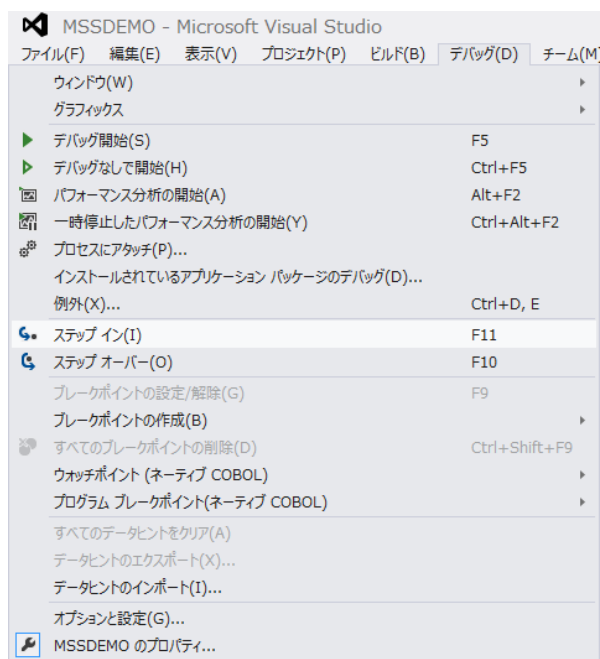 MSSDEMO - Microsoft Visual Studio
ファイル(F) 編集(E) 表示(V) プロジェクト(P) ビルド(B) デバッグ(D) チーム(M)
ウィンドウ(W)
グラフィックス
デバッグ開始(S) F5
デバッグなしで開始(H) Ctrl+F5
パフォーマンス分析の開始(A) Alt+F2
一時停止したパフォーマンス分析の開始(Y) Ctrl+Alt+F2
プロセスにアタッチ(P)...
インストールされているアプリケーション パッケージのデバッグ(D)...
例外(X)... Ctrl+D, E
ステップ イン(I) F11
ステップ オーバー(O) F10
ブレークポイントの設定/解除(G) F9
ブレークポイントの作成(B)
すべてのブレークポイントの削除(D) Ctrl+Shift+F9
ウォッチポイント (ネーティブ COBOL)
プログラム ブレークポイント(ネーティブ COBOL)
すべてのデータヒントをクリア(A)
データヒントのエクスポート(X)...
データヒントのインポート(I)...
オプションと設定(G)...
MSSDEMO のプロパティ...